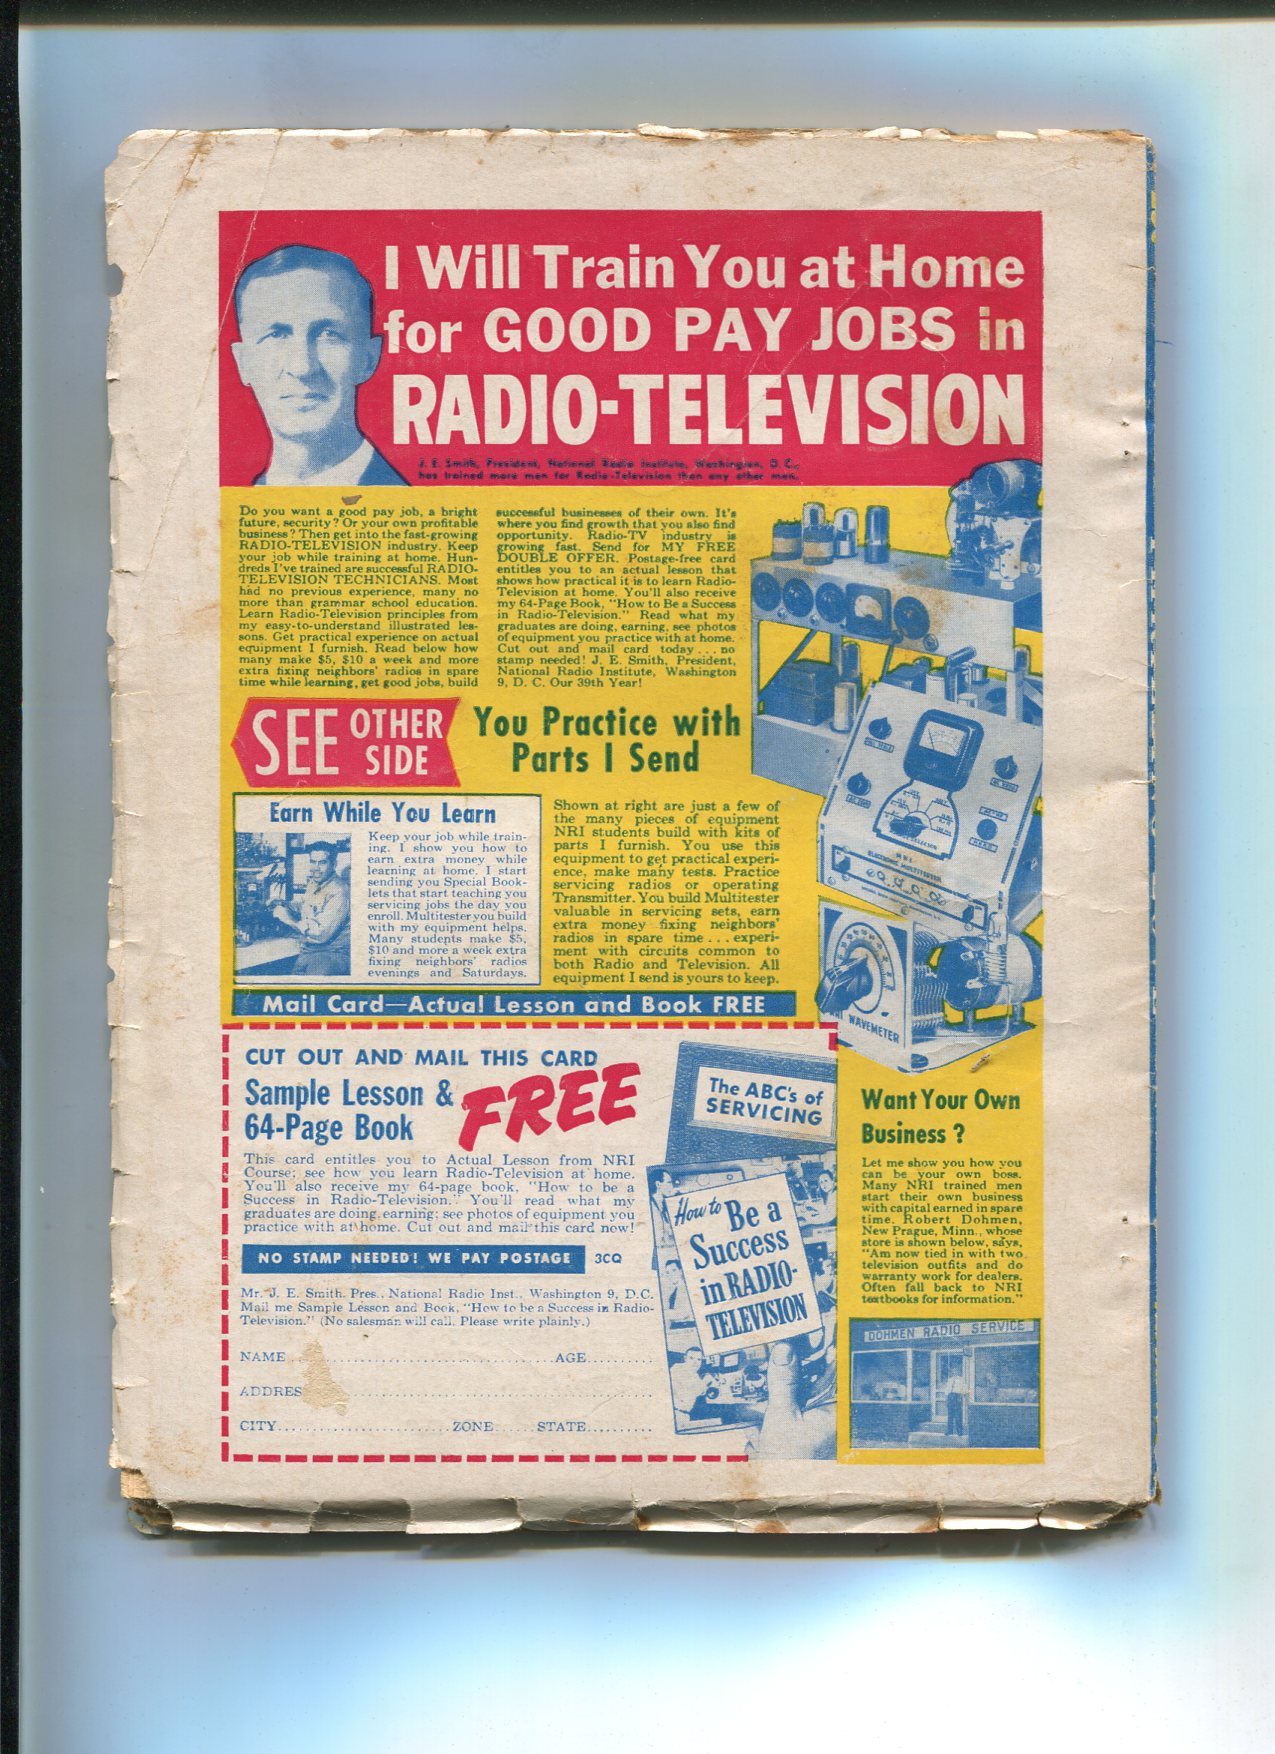 I Will Train You at Home
for GOOD PAY JOBS in
RADIO-TELEVISION
J. E. Smith, President, National Radio Institute, Washington, D. C.,
has trained more men for Radio-Television than any other man.
Do you want a good pay job, a bright
future, security? Or your own profitable
business? Then get into the fast-growing
RADIO-TELEVISION industry. Keep
your job while training at home. Hun-
dreds I've trained are successful RADIO-
TELEVISION TECHNICIANS. Most
had no previous experience, many no
more than grammar school education.
Learn Radio-Television principles from
my easy-to-understand illustrated les-
sons. Get practical experience on actual
equipment I furnish. Read below how
many make $5, $10 a week and more
extra fixing neighbors' radios in spare
time while learning, get good jobs, build
successful businesses of their own. It's
where you find growth that you also find
opportunity. Radio-TV industry is
growing fast. Send for MY FREE
DOUBLE OFFER. Postage-free card
entitles you to an actual lesson that
shows how practical it is to learn Radio-
Television at home. You'll also receive
my 64-Page Book, "How to Be a Success
in Radio-Television." Read what my
graduates are doing, earning, see photos
of equipment you practice with at home.
Cut out and mail card today . . . no
stamp needed! J. E. Smith, President,
National Radio Institute, Washington
9, D. C. Our 39th Year!
SEE OTHER
SIDE
You Practice with
Parts I Send
Earn While You Learn
Keep your job while train-
ing. I show you how to
earn extra money while
learning at home. I start
sending you Special Book-
lets that start teaching you
servicing jobs the day you
enroll. Multitester you build
with my equipment helps.
Many students make $5,
$10 and more a week extra
fixing neighbors' radios
evenings and Saturdays.
Shown at right are just a few of
the many pieces of equipment
NRI students build with kits of
parts I furnish. You use this
equipment to get practical experi-
ence, make many tests. Practice
servicing radios or operating
Transmitter. You build Multitester
valuable in servicing sets, earn
extra money fixing neighbors'
radios in spare time . . . experi-
ment with circuits common to
both Radio and Television. All
equipment I send is yours to keep.
NRI
ELECTRONIC MULTITESTER
WAVEMETER
Mail Card—Actual Lesson and Book FREE
CUT OUT AND MAIL THIS CARD
Sample Lesson &
64-Page Book
FREE
This card entitles you to Actual Lesson from NRI
Course; see how you learn Radio-Television at home.
You'll also receive my 64-page book, "How to be a
Success in Radio-Television." You'll read what my
graduates are doing, earning; see photos of equipment you
practice with at home. Cut out and mail this card now!
NO STAMP NEEDED! WE PAY POSTAGE 3CQ
Mr. J. E. Smith, Pres., National Radio Inst., Washington 9, D.C.
Mail me Sample Lesson and Book, "How to be a Success in Radio-
Television." (No salesman will call. Please write plainly.)
NAME AGE
ADDRES
CITY ZONE STATE
The ABC's of
SERVICING
How to Be a
Success
in RADIO-
TELEVISION
Want Your Own
Business ?
Let me show you how you
can be your own boss.
Many NRI trained men
start their own business
with capital earned in spare
time. Robert Dohmen,
New Prague, Minn., whose
store is shown below, says,
"Am now tied in with two
television outfits and do
warranty work for dealers.
Often fall back to NRI
textbooks for information."
DOHMEN RADIO SERVICE